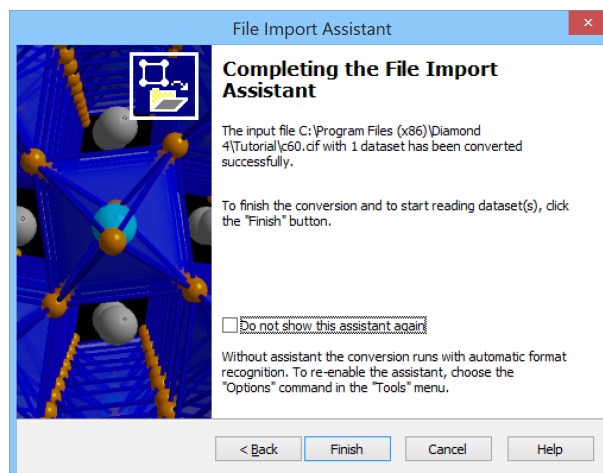 File Import Assistant
Completing the File Import
Assistant
The input file C:\Program Files (x86)\Diamond
4\Tutorial\c60.cif with 1 dataset has been converted
successfully.
To finish the conversion and to start reading dataset(s), click
the "Finish" button.
Do not show this assistant again
Without assistant the conversion runs with automatic format
recognition. To re-enable the assistant, choose the
"Options" command in the "Tools" menu.
< Back
Finish
Cancel
Help